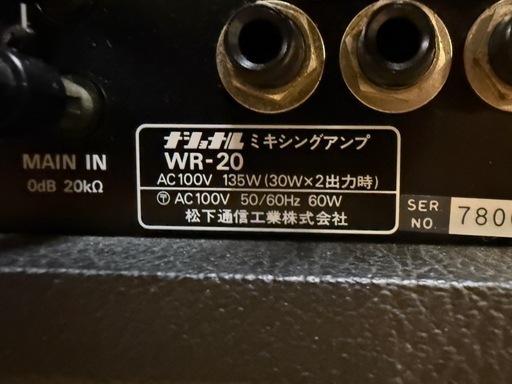 MAIN IN
0dB 20kΩ
ナショナル ミキシングアンプ
WR-20
AC100V 135W(30W×2出力時)
〒 AC100V 50/60Hz 60W
松下通信工業株式会社
SER.
NO.
780